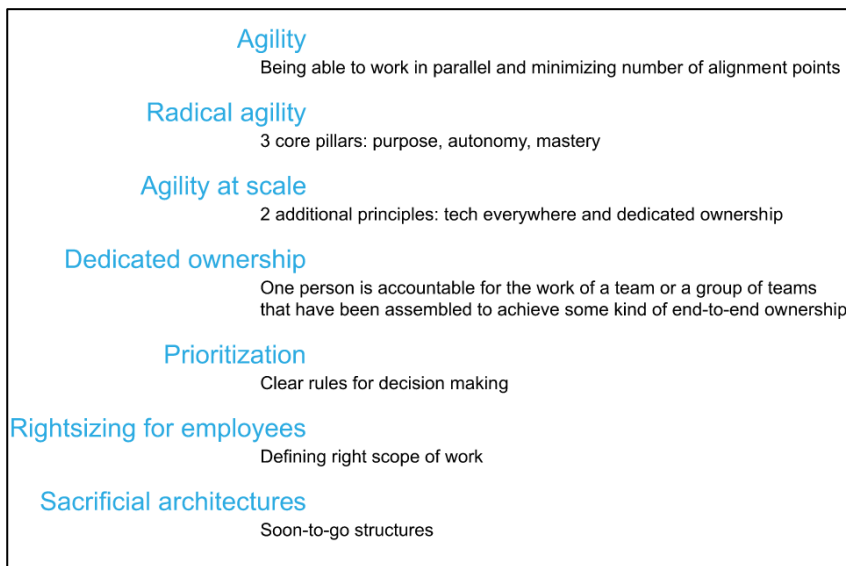 Agility
Being able to work in parallel and minimizing number of alignment points
Radical agility
3 core pillars: purpose, autonomy, mastery
Agility at scale
2 additional principles: tech everywhere and dedicated ownership
Dedicated ownership
One person is accountable for the work of a team or a group of teams
that have been assembled to achieve some kind of end-to-end ownership
Prioritization
Clear rules for decision making
Rightsizing for employees
Defining right scope of work
Sacrificial architectures
Soon-to-go structures